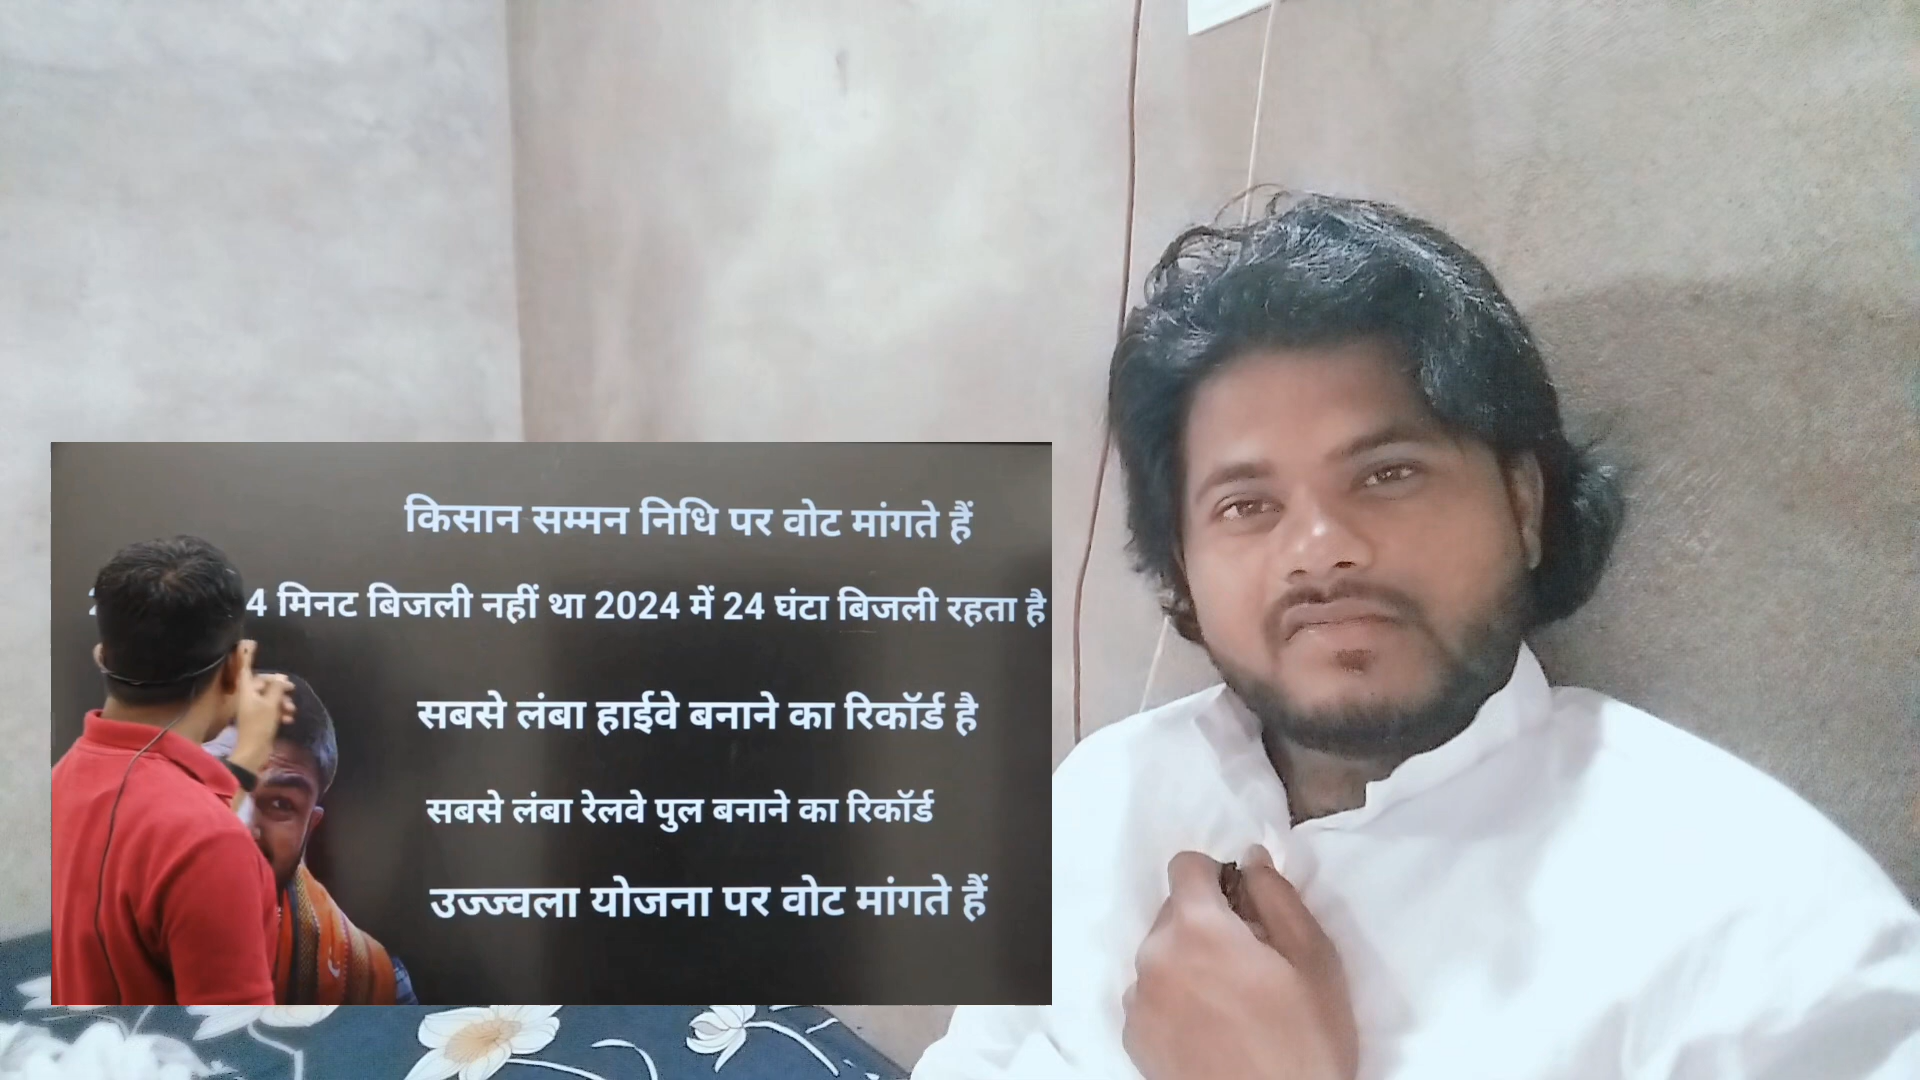 किसान सम्मन निधि पर वोट मांगते हैं
4 मिनट बिजली नहीं था 2024 में 24 घंटा बिजली रहता है
सबसे लंबा हाईवे बनाने का रिकॉर्ड है
सबसे लंबा रेलवे पुल बनाने का रिकॉर्ड
उज्ज्वला योजना पर वोट मांगते हैं